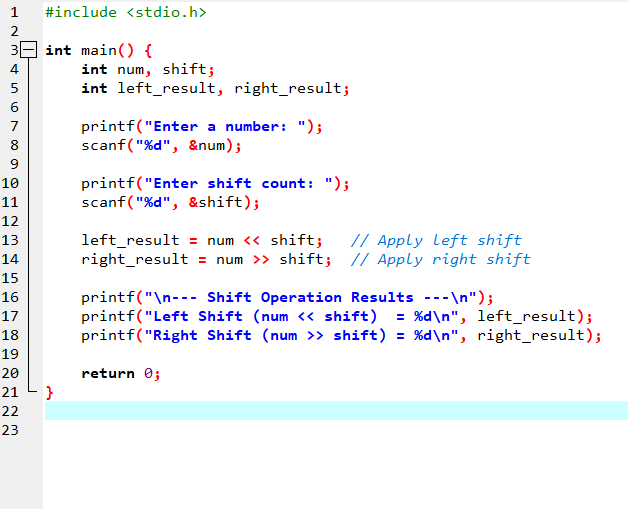 1 #include <stdio.h>
2
3 int main() {
4     int num, shift;
5     int left_result, right_result;
6
7     printf("Enter a number: ");
8     scanf("%d", &num);
9
10     printf("Enter shift count: ");
11     scanf("%d", &shift);
12
13     left_result = num << shift;   // Apply left shift
14     right_result = num >> shift;  // Apply right shift
15
16     printf("\n--- Shift Operation Results ---\n");
17     printf("Left Shift (num << shift)  = %d\n", left_result);
18     printf("Right Shift (num >> shift) = %d\n", right_result);
19
20     return 0;
21 }
22
23